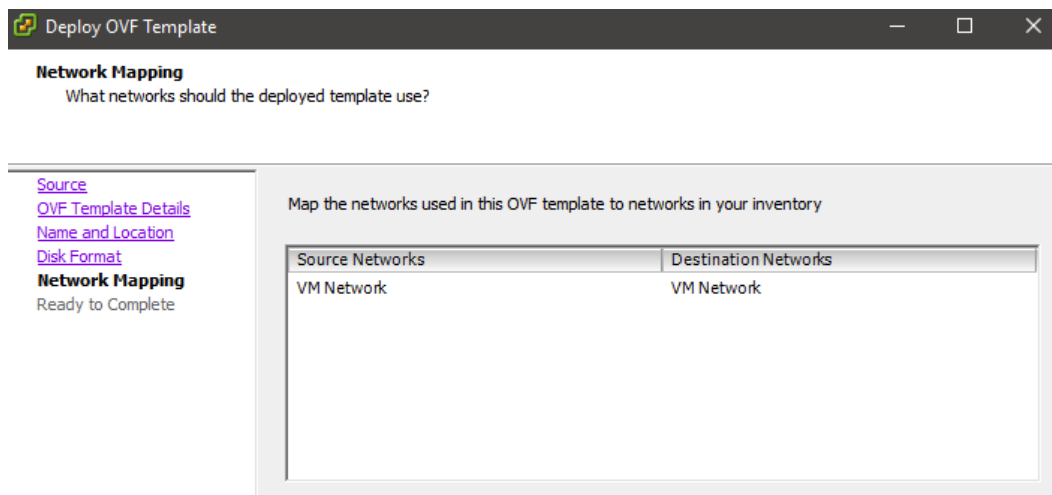 Deploy OVF Template
Network Mapping
What networks should the deployed template use?
Source
OVF Template Details
Name and Location
Disk Format
Network Mapping
Ready to Complete
Map the networks used in this OVF template to networks in your inventory
Source Networks Destination Networks
VM Network VM Network